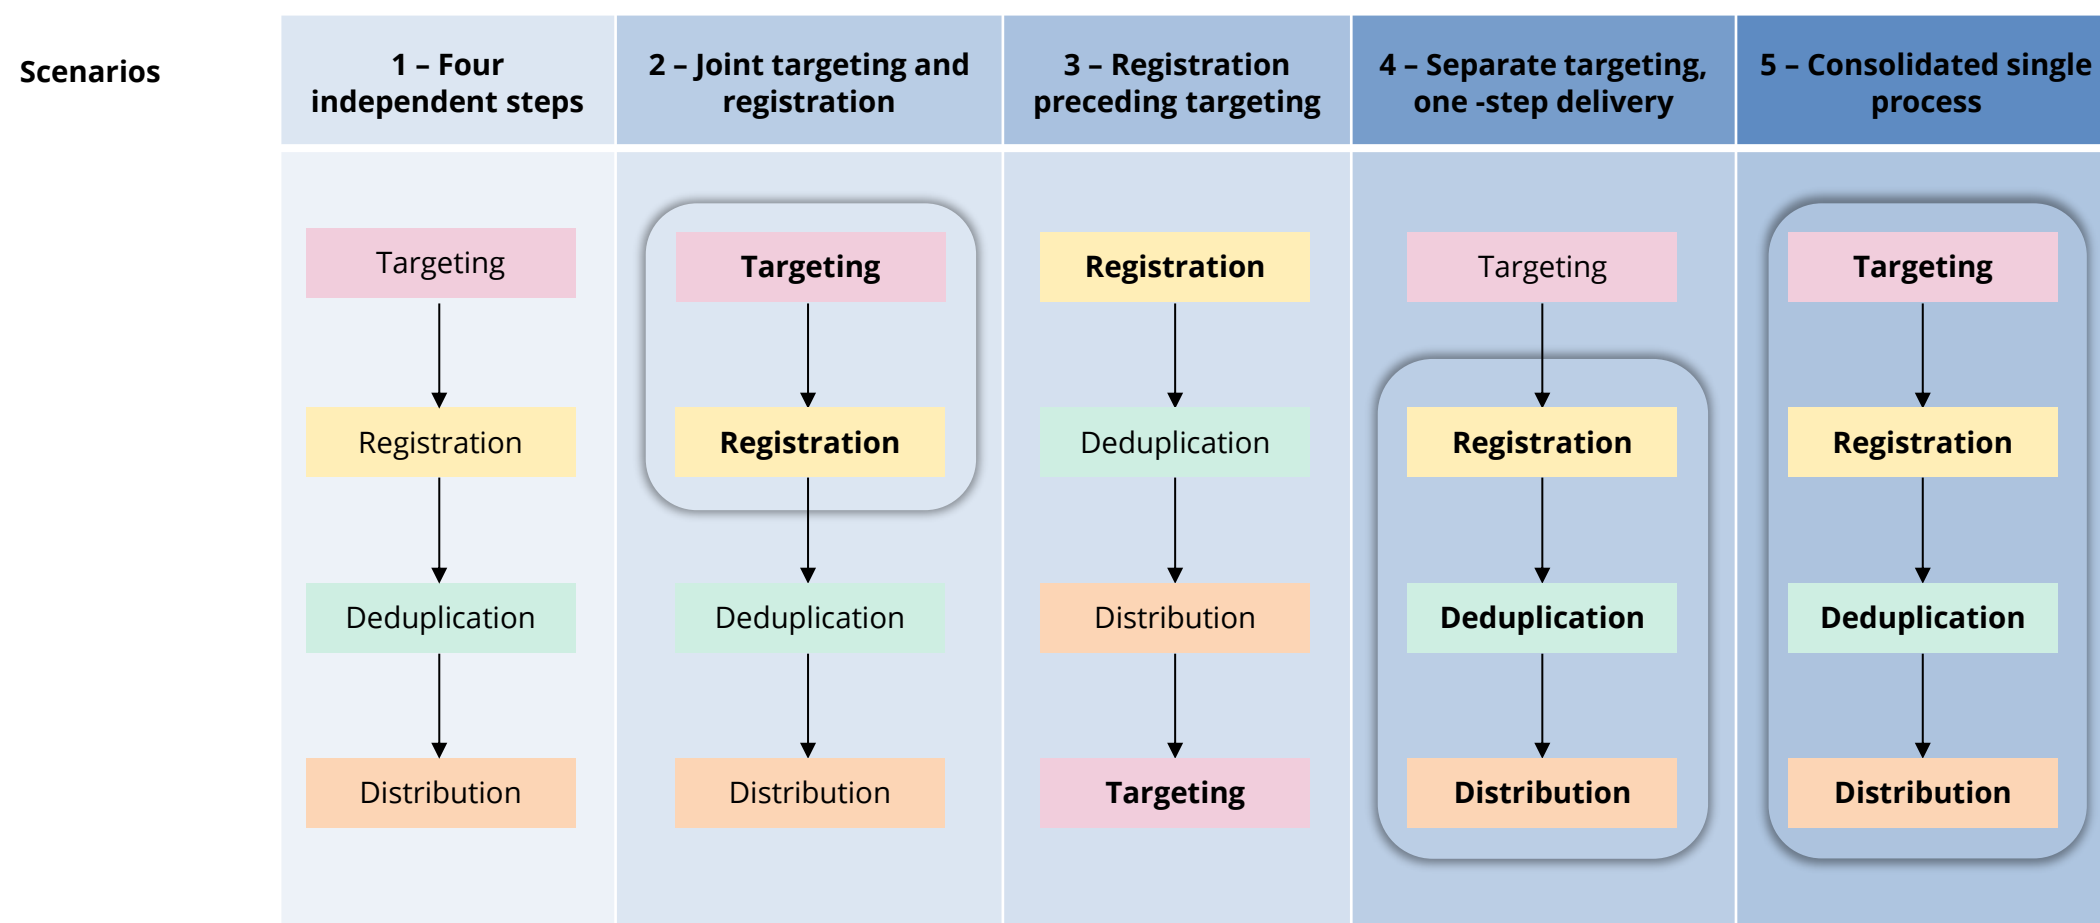 Scenarios
1 – Four
independent steps
2 – Joint targeting and
registration
3 – Registration
preceding targeting
4 – Separate targeting,
one -step delivery
5 – Consolidated single
process
Targeting
Registration
Deduplication
Distribution
Targeting
Registration
Deduplication
Distribution
Registration
Deduplication
Distribution
Targeting
Targeting
Registration
Deduplication
Distribution
Targeting
Registration
Deduplication
Distribution